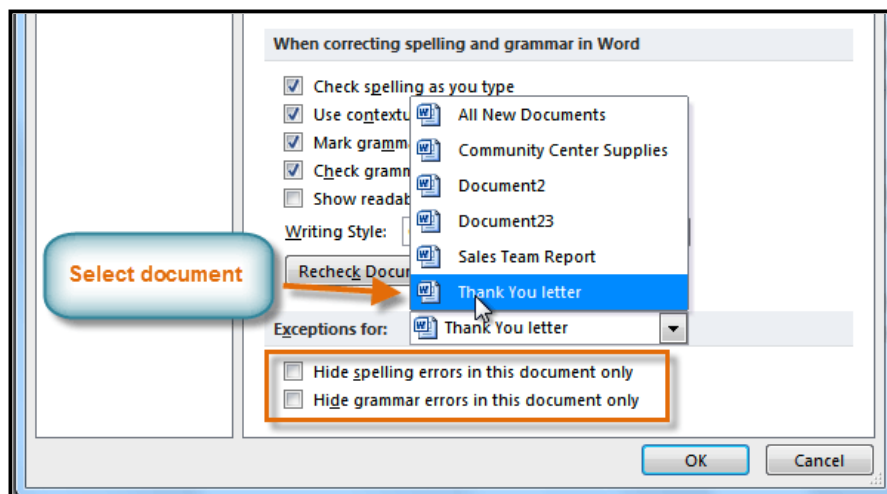 When correcting spelling and grammar in Word
Check spelling as you type
Use contextu
All New Documents
Mark gramm
Community Center Supplies
Check gramm
Document2
Show readab
Document23
Writing Style:
Sales Team Report
Select document
Recheck Docu
Thank You letter
Exceptions for:
Thank You letter
Hide spelling errors in this document only
Hide grammar errors in this document only
OK
Cancel